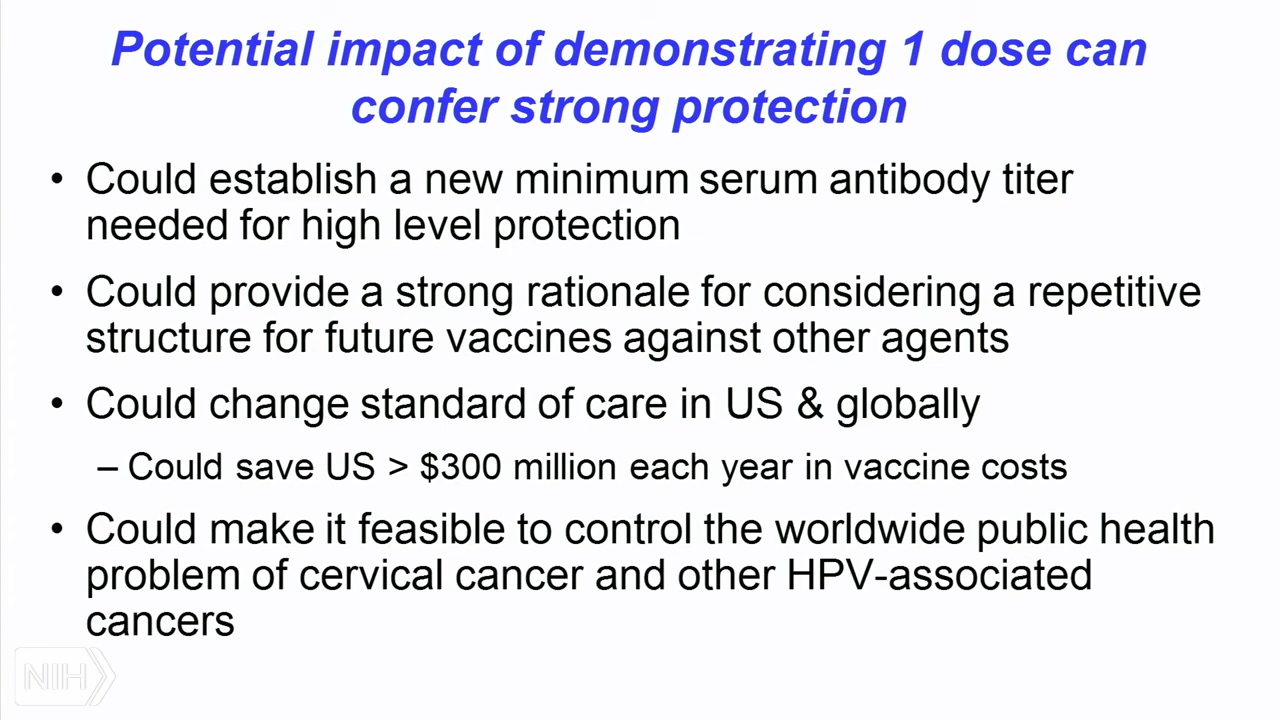 Potential impact of demonstrating 1 dose can
confer strong protection
• Could establish a new minimum serum antibody titer
needed for high level protection
• Could provide a strong rationale for considering a repetitive
structure for future vaccines against other agents
• Could change standard of care in US & globally
– Could save US > $300 million each year in vaccine costs
• Could make it feasible to control the worldwide public health
problem of cervical cancer and other HPV-associated
cancers
NIH